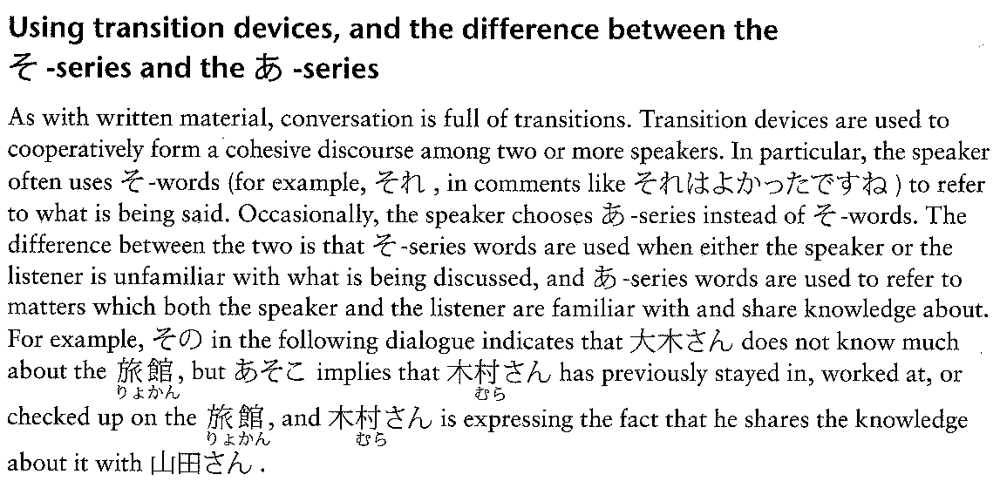 Using transition devices, and the difference between the
そ -series and the あ -series
As with written material, conversation is full of transitions. Transition devices are used to
cooperatively form a cohesive discourse among two or more speakers. In particular, the speaker
often uses そ -words (for example, それ , in comments like それはよかったですね ) to refer
to what is being said. Occasionally, the speaker chooses あ -series instead of そ -words. The
difference between the two is that そ -series words are used when either the speaker or the
listener is unfamiliar with what is being discussed, and あ -series words are used to refer to
matters which both the speaker and the listener are familiar with and share knowledge about.
For example, その in the following dialogue indicates that 大木さん does not know much
about the 旅館, but あそこ implies that 木村さん has previously stayed in, worked at, or
りょかん むら
checked up on the 旅館, and 木村さん is expressing the fact that he shares the knowledge
りょかん むら
about it with 山田さん .